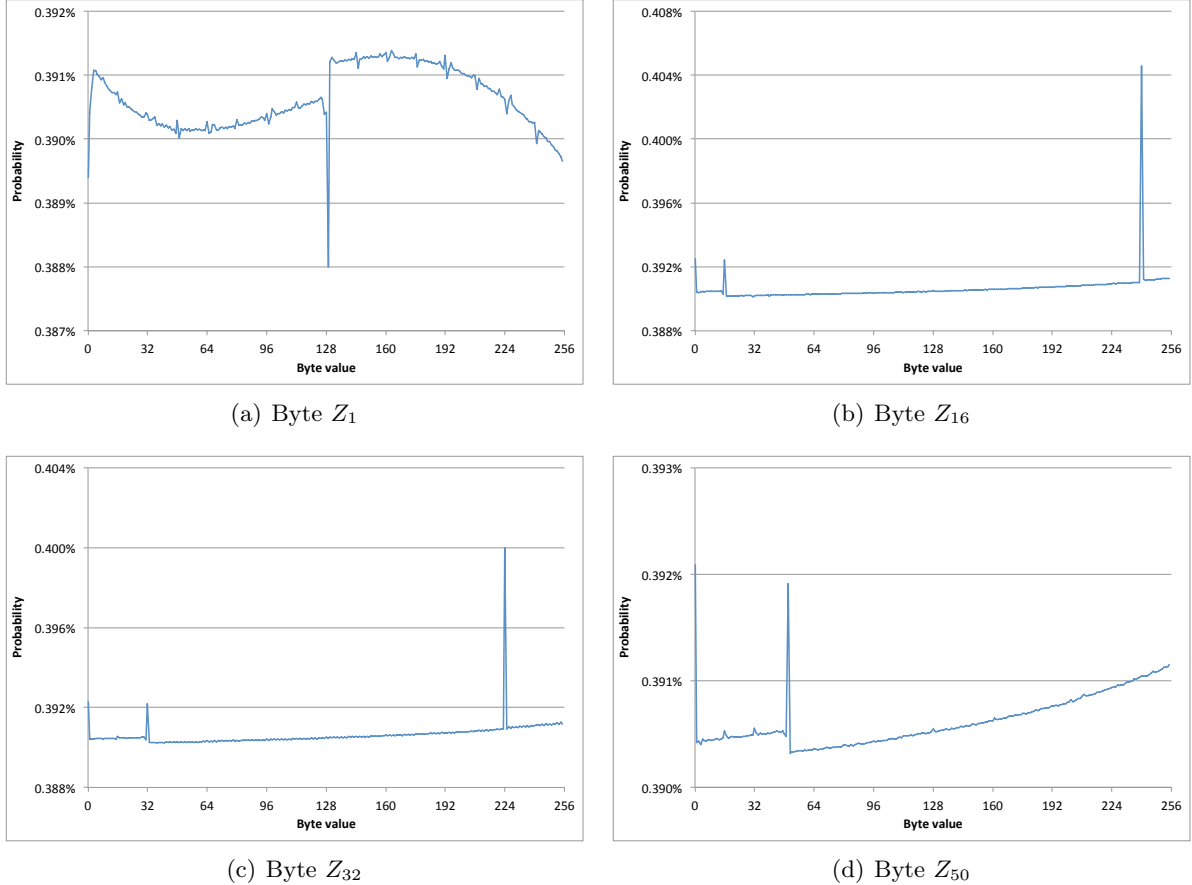 0.392%
0.391%
0.390%
0.389%
0.388%
0.387%
Probability
0 32 64 96 128 160 192 224 256
Byte value
(a) Byte Z1
0.408%
0.404%
0.400%
0.396%
0.392%
0.388%
Probability
0 32 64 96 128 160 192 224 256
Byte value
(b) Byte Z16
0.404%
0.400%
0.396%
0.392%
0.388%
Probability
0 32 64 96 128 160 192 224 256
Byte value
(c) Byte Z32
0.393%
0.392%
0.391%
0.390%
Probability
0 32 64 96 128 160 192 224 256
Byte value
(d) Byte Z50